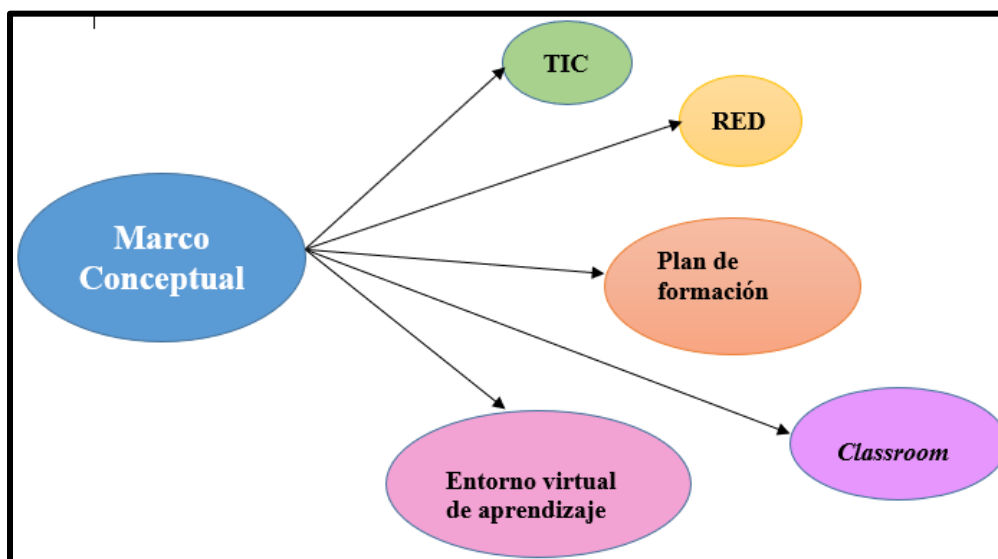 TIC
RED
Marco
Conceptual
Plan de
formación
Classroom
Entorno virtual
de aprendizaje